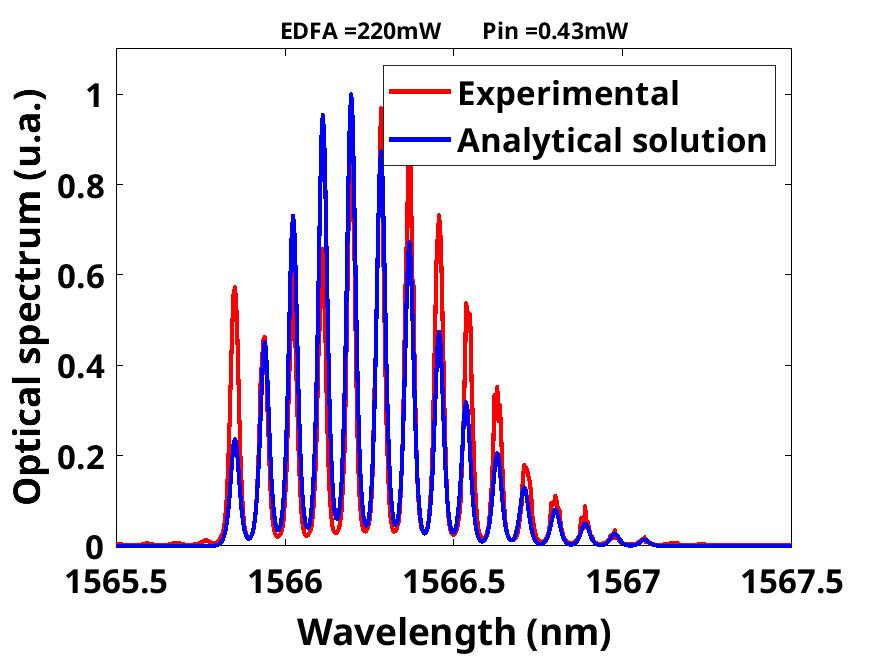 EDFA =220mW Pin =0.43mW
Experimental
Analytical solution
Optical spectrum (u.a.)
1
0.8
0.6
0.4
0.2
0
1565.5 1566 1566.5 1567 1567.5
Wavelength (nm)